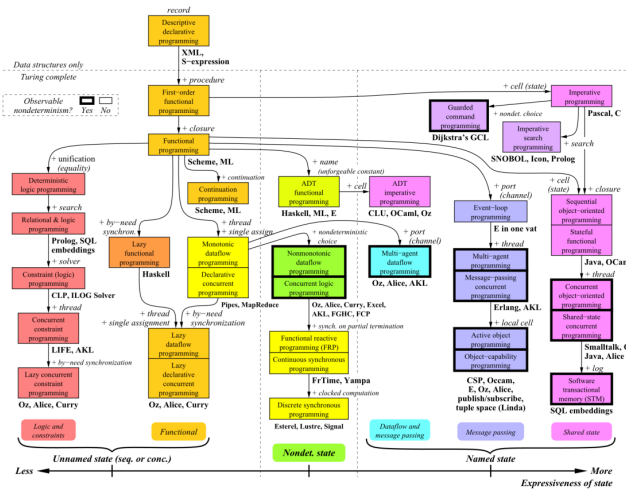 record
Descriptive
declarative
programming
XML,
S-expression
Data structures only
Turing complete
+ procedure
+ cell (state)
Observable
nondeterminism?
Yes
No
First-order
functional
programming
Imperative
programming
Pascal, C
+ nondet. choice
Guarded
command
programming
Dijkstra's GCL
+ search
Imperative
search
programming
SNOBOL, Icon, Prolog
+ closure
Functional
programming
Scheme, ML
+ unification
(equality)
Deterministic
logic programming
+ search
Relational & logic
programming
Prolog, SQL
embeddings
+ solver
Constraint (logic)
programming
CLP, ILOG Solver
+ thread
Concurrent
constraint
programming
LIFE, AKL
+ by-need synchronization
Lazy concurrent
constraint
programming
Oz, Alice, Curry
+ continuation
Continuation
programming
Scheme, ML
+ by-need
synchron.
Lazy
functional
programming
Haskell
+ thread
+ single assignment
+ thread
+ single assign.
Monotonic
dataflow
programming
Declarative
concurrent
programming
Pipes, MapReduce
+ by-need
synchronization
Lazy
dataflow
programming
Lazy
declarative
concurrent
programming
Oz, Alice, Curry
+ name
(unforgeable constant)
ADT
functional
programming
Haskell, ML, E
+ cell
ADT
imperative
programming
CLU, OCaml, Oz
+ nondeterministic
choice
Nonmonotonic
dataflow
programming
Concurrent logic
programming
Oz, Alice, Curry, Excel,
AKL, FGHC, FCP
+ synch. on partial termination
Functional reactive
programming (FRP)
Continuous synchronous
programming
FrTime, Yampa
+ clocked computation
Discrete synchronous
programming
Esterel, Lustre, Signal
+ port
(channel)
Multi-agent
dataflow
programming
Oz, Alice, AKL
+ port
(channel)
Event-loop
programming
E in one vat
+ thread
Multi-agent
programming
Message-passing
concurrent
programming
Erlang, AKL
+ local cell
Active object
programming
Object-capability
programming
CSP, Occam,
E, Oz, Alice,
publish/subscribe,
tuple space (Linda)
+ cell
(state)
+ closure
Sequential
object-oriented
programming
Stateful
functional
programming
Java, OCa
+ thread
Concurrent
object-oriented
programming
Shared-state
concurrent
programming
Smalltalk,
Java, Alice
+ log
Software
transactional
memory (STM)
SQL embeddings
Logic and
constraints
Functional
Dataflow and
message passing
Message passing
Shared state
Unnamed state (seq. or conc.)
Nondet. state
Named state
Less
More
Expressiveness of state